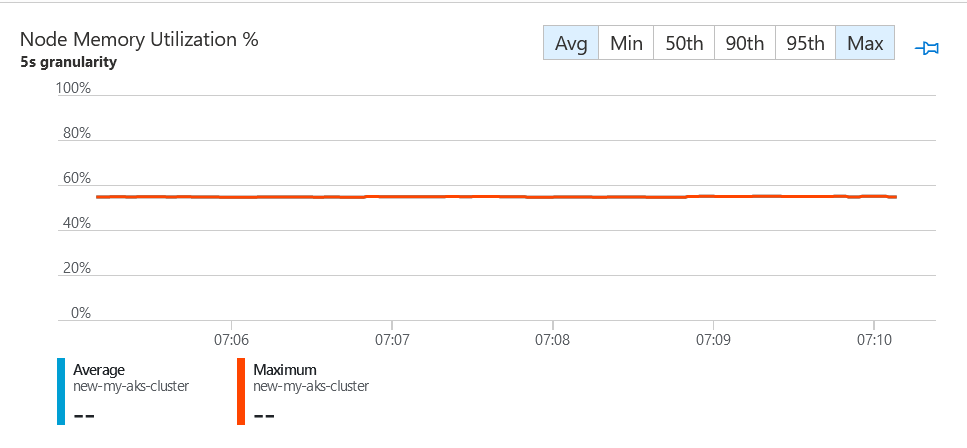 Node Memory Utilization %
5s granularity
Avg Min 50th 90th 95th Max
100%
80%
60%
40%
20%
0%
07:06 07:07 07:08 07:09 07:10
Average Maximum
new-my-aks-cluster new-my-aks-cluster
-- --